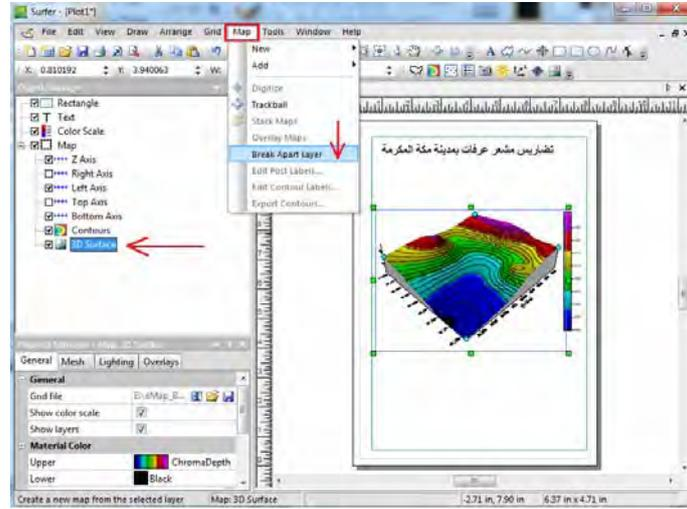 Surfer - [Plot1*]
File Edit View Draw Arrange Grid Map Tools Window Help
X: 0.810192 Y: 3.940063 W:
New
Add
Digitize
Trackball
Stack Maps
Overlay Maps
Break Apart Layer
Edit Post Labels...
Edit Contour Labels...
Export Contours...
Rectangle
Text
Color Scale
Map
Z Axis
Right Axis
Left Axis
Top Axis
Bottom Axis
Contours
3D Surface
تضاريس مشعر عرفات بمدينة مكة المكرمة
General Mesh Lighting Overlays
General
Grid file
Show color scale
Show layers
Material Color
Upper ChromaDepth
Lower Black
Create a new map from the selected layer Map: 3D Surface -2.71 in, 7.90 in 6.37 in x 4.71 in